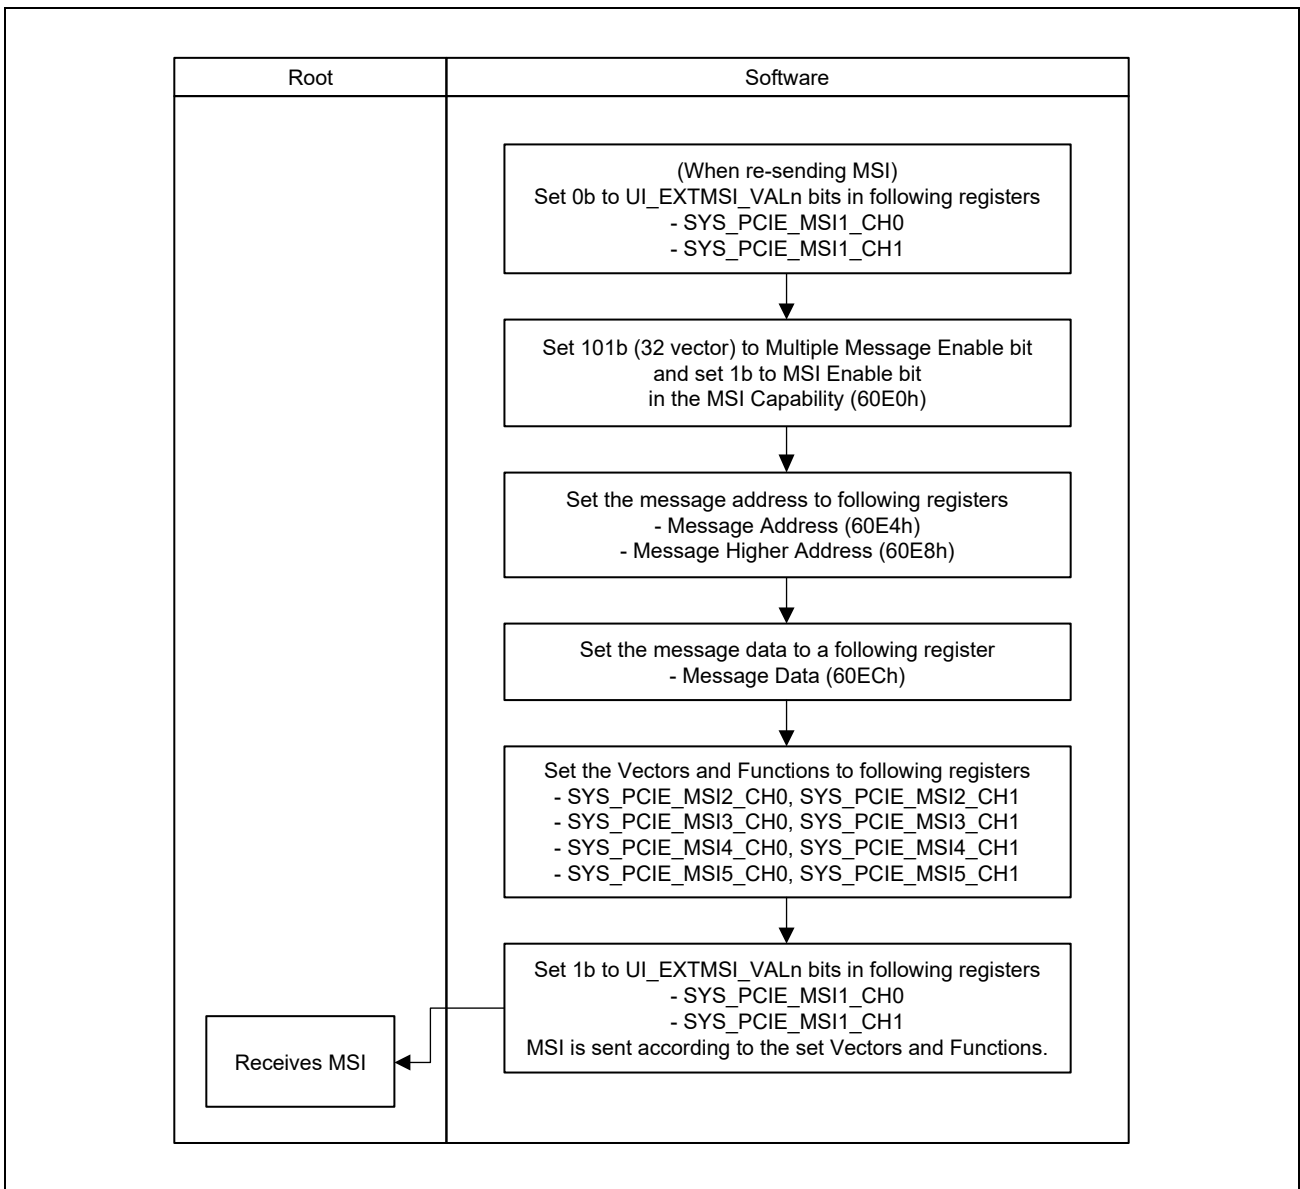 Root
Software
(When re-sending MSI)
Set 0b to UI_EXTMSI_VALn bits in following registers
- SYS_PCIE_MSI1_CH0
- SYS_PCIE_MSI1_CH1
Set 101b (32 vector) to Multiple Message Enable bit
and set 1b to MSI Enable bit
in the MSI Capability (60E0h)
Set the message address to following registers
- Message Address (60E4h)
- Message Higher Address (60E8h)
Set the message data to a following register
- Message Data (60ECh)
Set the Vectors and Functions to following registers
- SYS_PCIE_MSI2_CH0, SYS_PCIE_MSI2_CH1
- SYS_PCIE_MSI3_CH0, SYS_PCIE_MSI3_CH1
- SYS_PCIE_MSI4_CH0, SYS_PCIE_MSI4_CH1
- SYS_PCIE_MSI5_CH0, SYS_PCIE_MSI5_CH1
Set 1b to UI_EXTMSI_VALn bits in following registers
- SYS_PCIE_MSI1_CH0
- SYS_PCIE_MSI1_CH1
MSI is sent according to the set Vectors and Functions.
Receives MSI